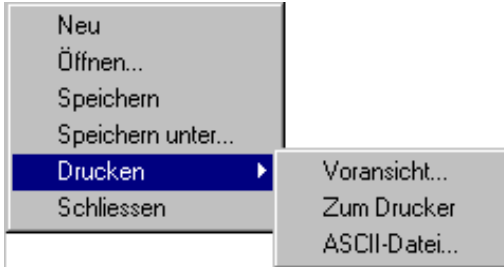 Neu
Öffnen...
Speichern
Speichern unter...
Drucken
Schliessen
Voransicht...
Zum Drucker
ASCII-Datei...